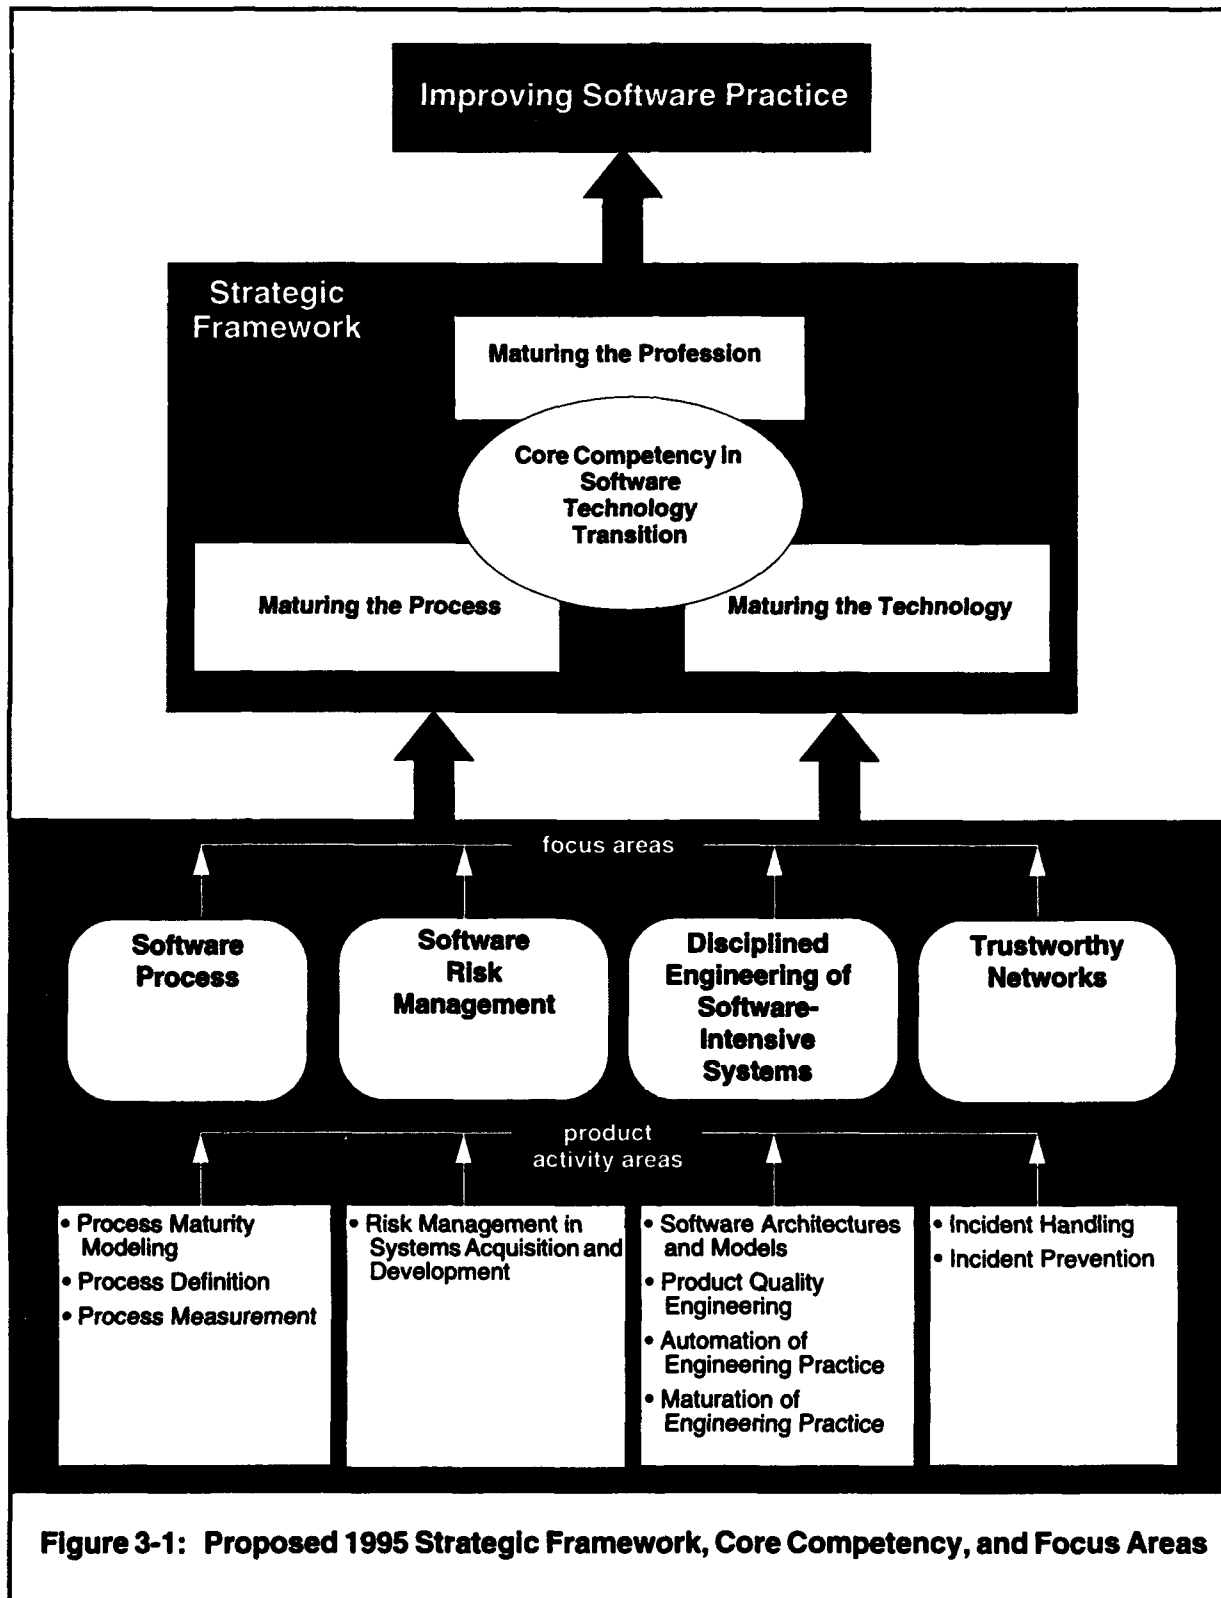 Improving Software Practice
Strategic
Framework
Maturing the Profession
Core Competency in
Software
Technology
Transition
Maturing the Process
Maturing the Technology
focus areas
Software
Process
Software
Risk
Management
Disciplined
Engineering of
Software-
Intensive
Systems
Trustworthy
Networks
product
activity areas
• Process Maturity
Modeling
• Process Definition
• Process Measurement
• Risk Management in
Systems Acquisition and
Development
• Software Architectures
and Models
• Product Quality
Engineering
• Automation of
Engineering Practice
• Maturation of
Engineering Practice
• Incident Handling
• Incident Prevention
Figure 3-1: Proposed 1995 Strategic Framework, Core Competency, and Focus Areas